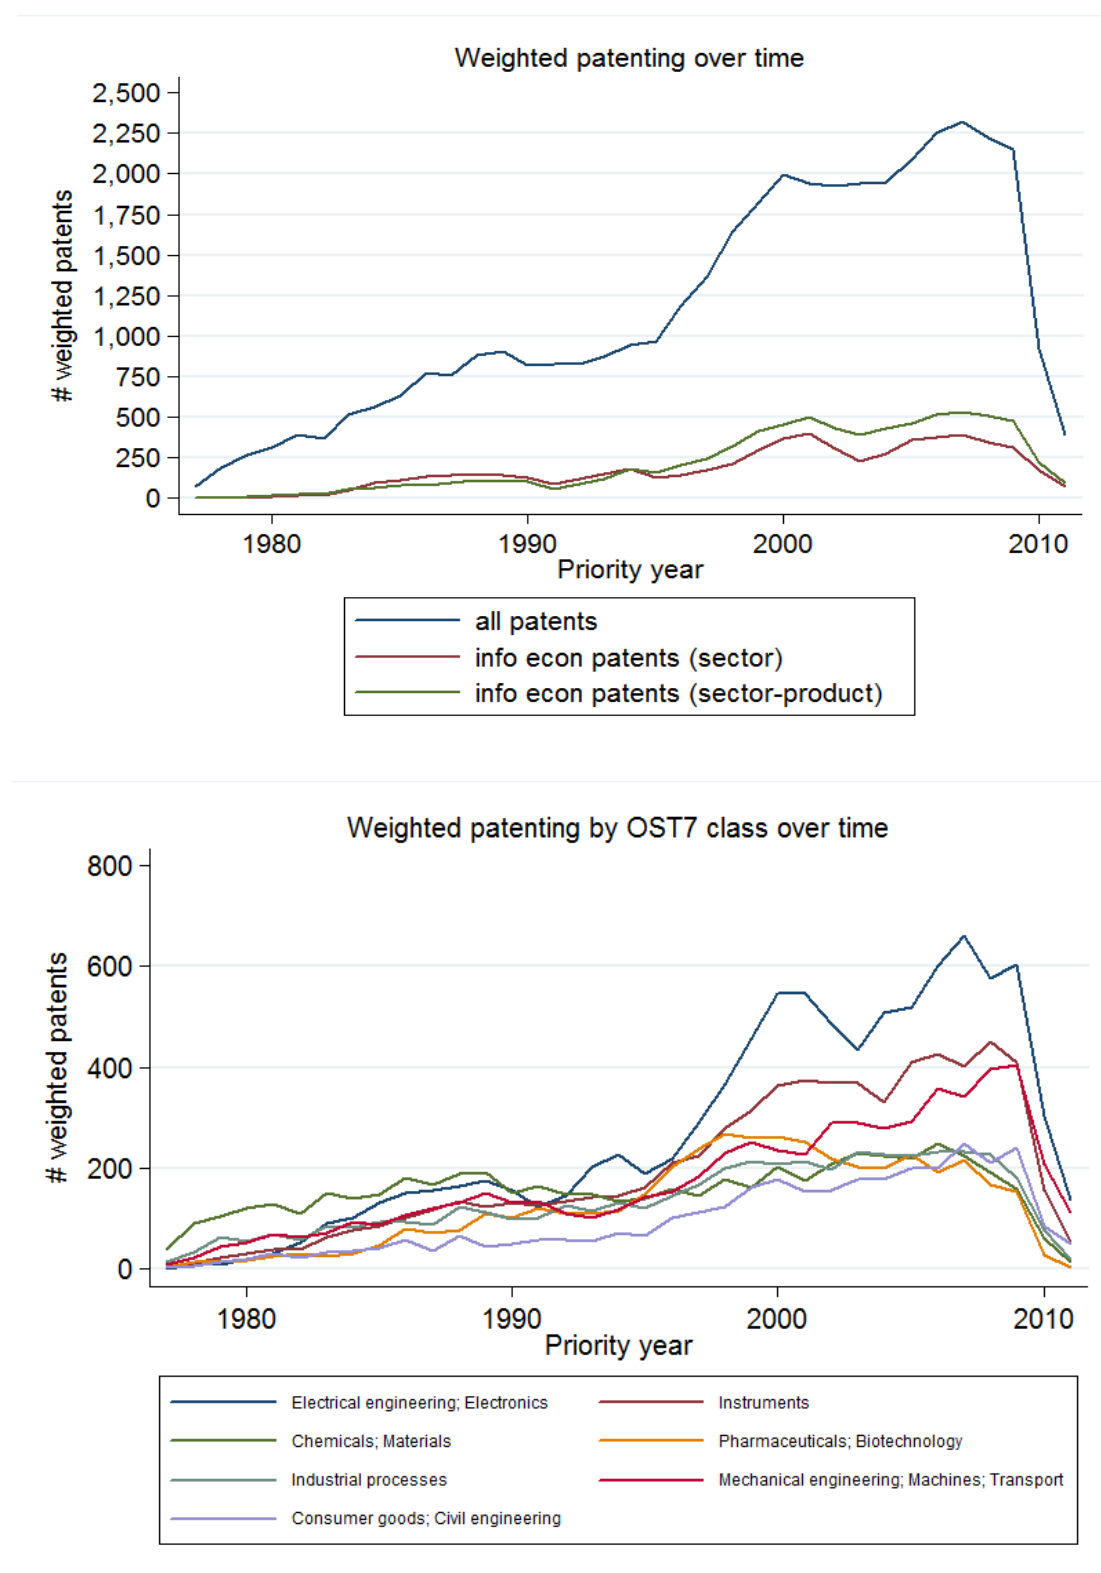 Weighted patenting over time
2,500
2,250
2,000
1,750
1,500
1,250
1,000
750
500
250
0
# weighted patents
1980 1990 2000 2010
Priority year
all patents
info econ patents (sector)
info econ patents (sector-product)
Weighted patenting by OST7 class over time
800
600
400
200
0
# weighted patents
1980 1990 2000 2010
Priority year
Electrical engineering; Electronics Instruments
Chemicals; Materials Pharmaceuticals; Biotechnology
Industrial processes Mechanical engineering; Machines; Transport
Consumer goods; Civil engineering